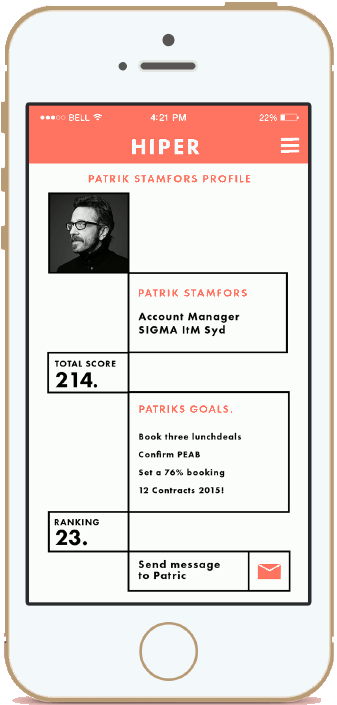 BELL 4:21 PM 22%
HIPER
PATRIK STAMFORS PROFILE
PATRIK STAMFORS
Account Manager
SIGMA ItM Syd
TOTAL SCORE
214.
PATRIKS GOALS.
Book three lunchdeals
Confirm PEAB
Set a 76% booking
12 Contracts 2015!
RANKING
23.
Send message
to Patric